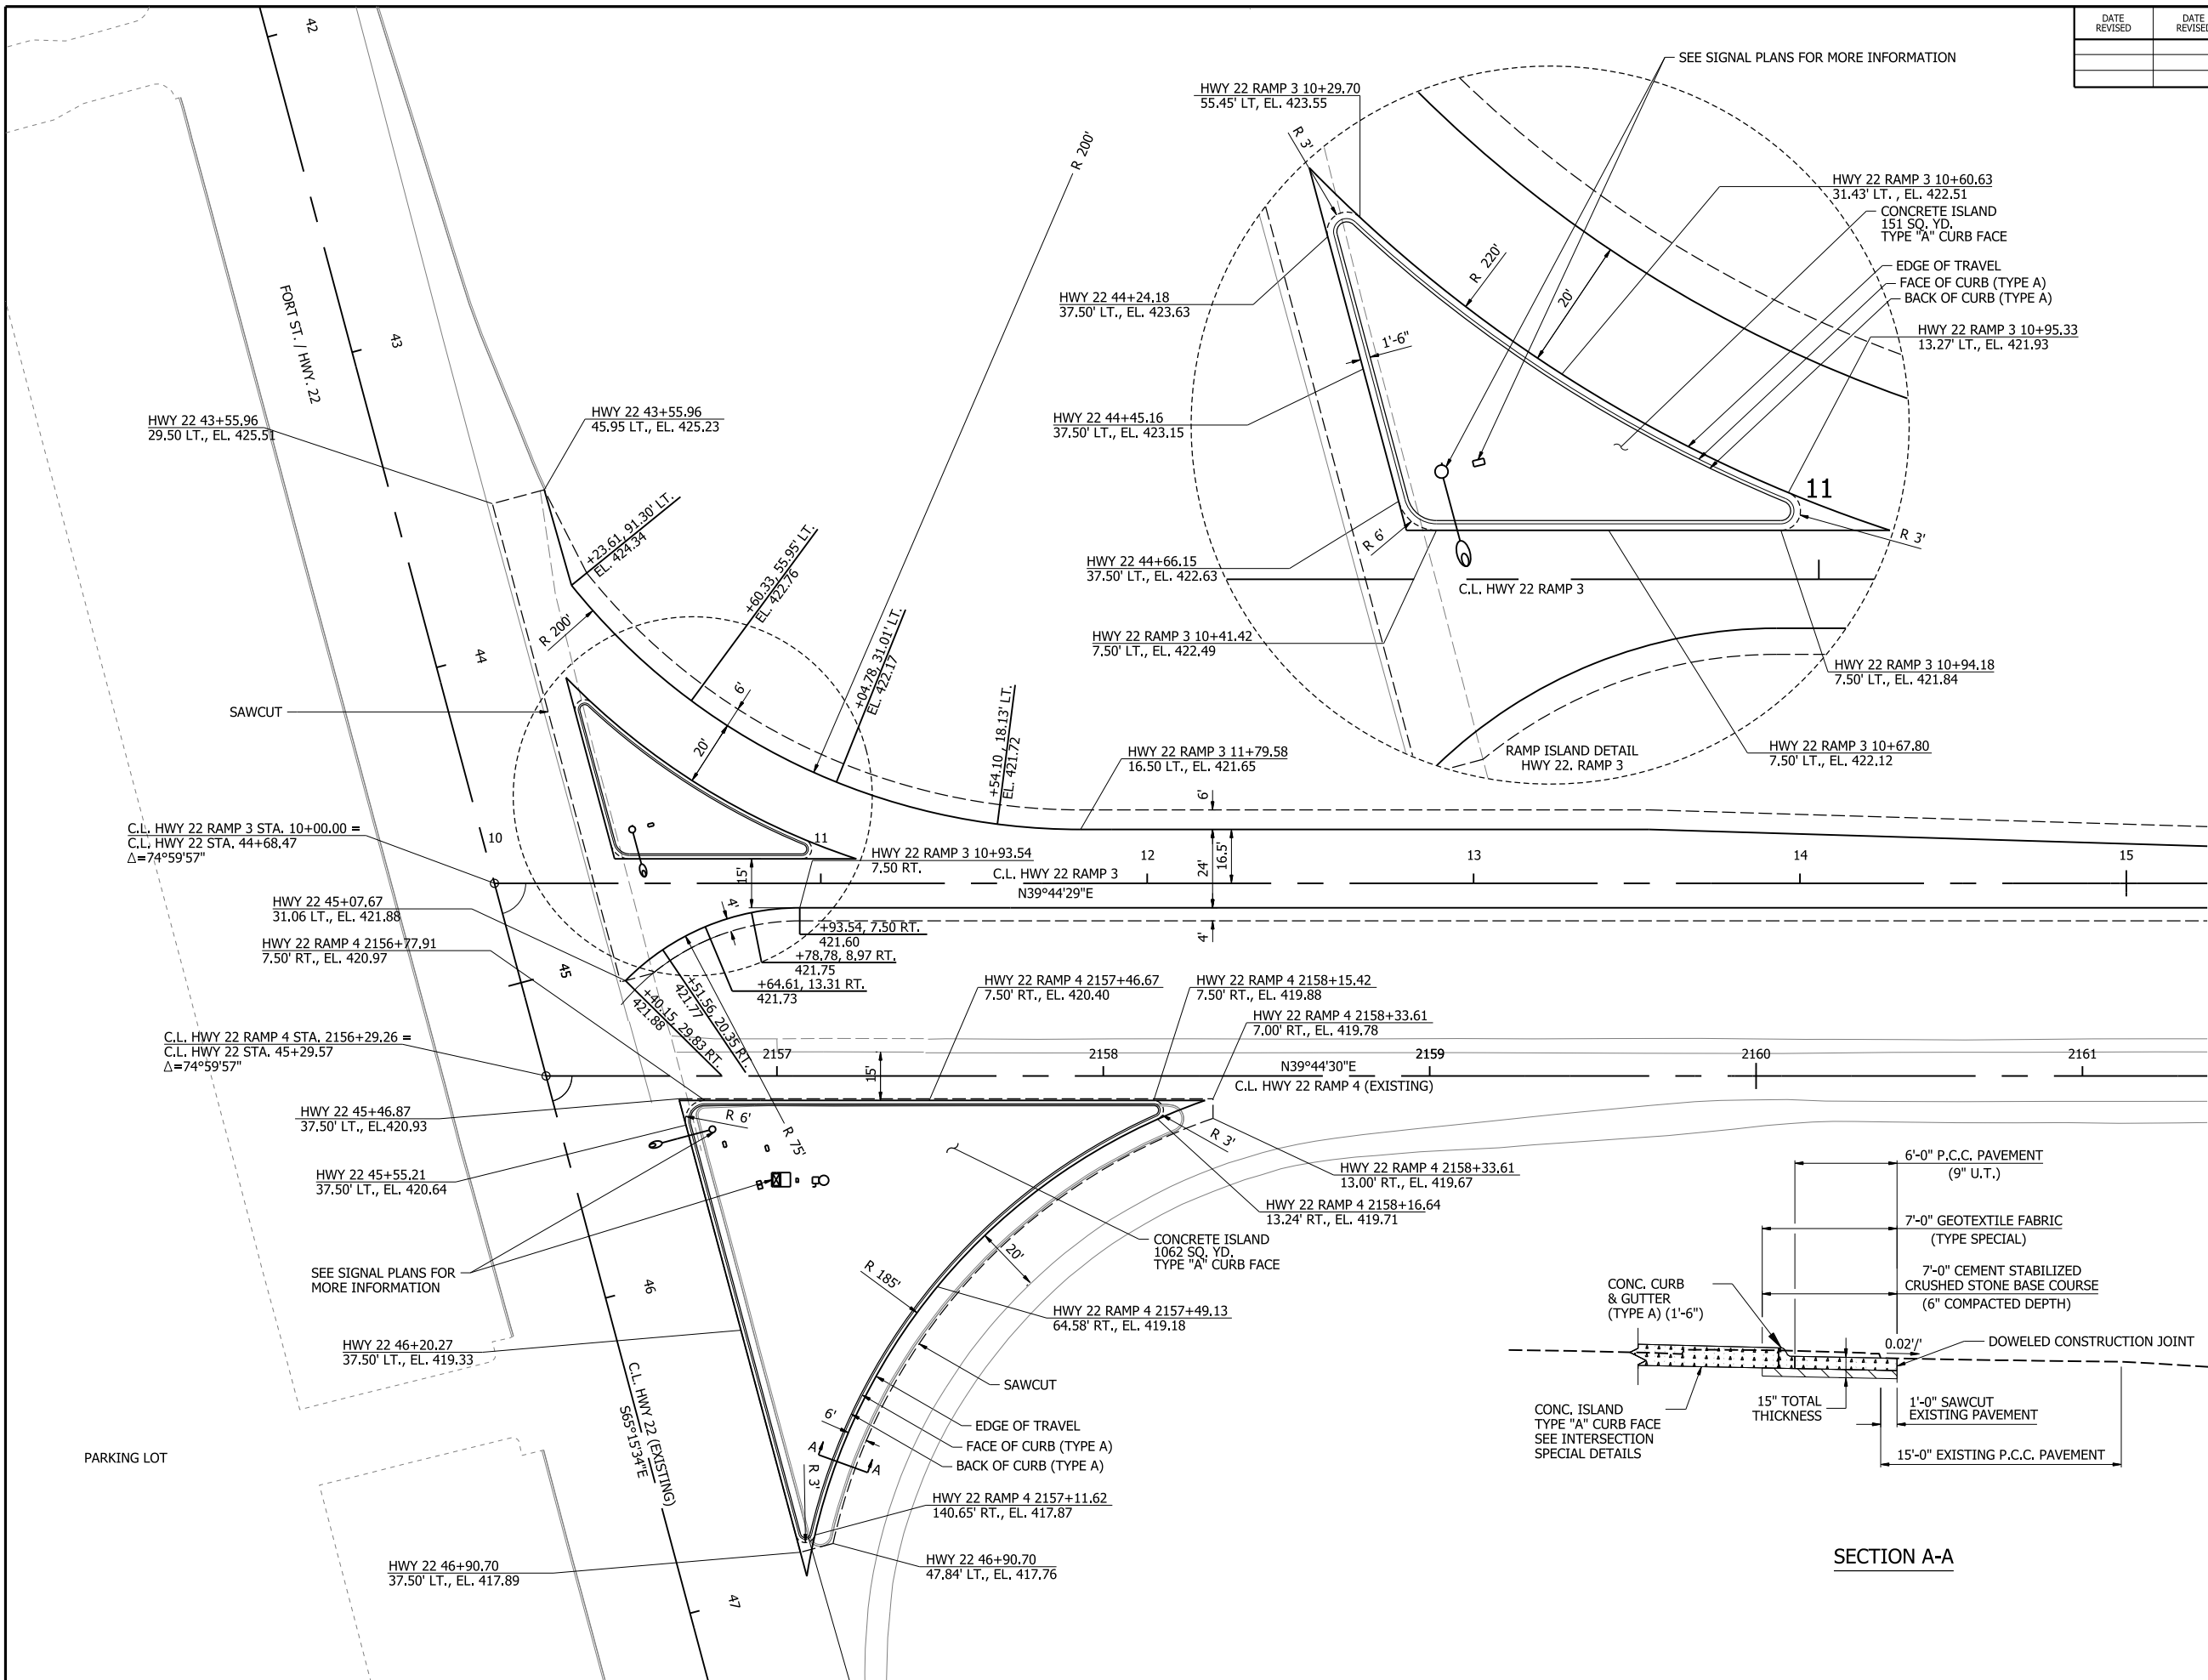 DATE
REVISED
DATE
REVISED
42
43
44
45
46
47
FORT ST. / HWY. 22
SEE SIGNAL PLANS FOR MORE INFORMATION
HWY 22 RAMP 3 10+29.70
55.45' LT, EL. 423.55
R 3'
R 200'
HWY 22 RAMP 3 10+60.63
31.43' LT. , EL. 422.51
CONCRETE ISLAND
151 SQ. YD.
TYPE "A" CURB FACE
EDGE OF TRAVEL
FACE OF CURB (TYPE A)
BACK OF CURB (TYPE A)
R 220'
20'
HWY 22 44+24.18
37.50' LT., EL. 423.63
HWY 22 RAMP 3 10+95.33
13.27' LT., EL. 421.93
1'-6"
HWY 22 44+45.16
37.50' LT., EL. 423.15
11
R 6'
R 3'
HWY 22 44+66.15
37.50' LT., EL. 422.63
C.L. HWY 22 RAMP 3
HWY 22 RAMP 3 10+41.42
7.50' LT., EL. 422.49
HWY 22 RAMP 3 10+94.18
7.50' LT., EL. 421.84
RAMP ISLAND DETAIL
HWY 22. RAMP 3
HWY 22 RAMP 3 10+67.80
7.50' LT., EL. 422.12
HWY 22 43+55.96
29.50 LT., EL. 425.51
HWY 22 43+55.96
45.95 LT., EL. 425.23
+23.61, 91.30' LT.
EL. 424.34
+60.33, 55.95' LT.
EL. 422.76
R 200'
+04.78, 31.01' LT.
EL. 422.17
6'
20'
+54.10 , 18.13' LT.
EL. 421.72
SAWCUT
HWY 22 RAMP 3 11+79.58
16.50 LT., EL. 421.65
6'
24'
16.5'
C.L. HWY 22 RAMP 3 STA. 10+00.00 =
C.L. HWY 22 STA. 44+68.47
Δ=74°59'57"
10
11
12
13
14
15
HWY 22 RAMP 3 10+93.54
7.50 RT.
C.L. HWY 22 RAMP 3
N39°44'29"E
15'
4'
4'
HWY 22 45+07.67
31.06 LT., EL. 421.88
HWY 22 RAMP 4 2156+77.91
7.50' RT., EL. 420.97
+93.54, 7.50 RT.
421.60
+78.78, 8.97 RT.
421.75
+64.61, 13.31 RT.
421.73
+51.56, 20.35 RT.
421.77
+40.15, 29.83 RT.
421.88
HWY 22 RAMP 4 2157+46.67
7.50' RT., EL. 420.40
HWY 22 RAMP 4 2158+15.42
7.50' RT., EL. 419.88
HWY 22 RAMP 4 2158+33.61
7.00' RT., EL. 419.78
C.L. HWY 22 RAMP 4 STA. 2156+29.26 =
C.L. HWY 22 STA. 45+29.57
Δ=74°59'57"
2157
2158
2159
2160
2161
15'
N39°44'30"E
C.L. HWY 22 RAMP 4 (EXISTING)
HWY 22 45+46.87
37.50' LT., EL.420.93
R 6'
R 75'
R 3'
HWY 22 45+55.21
37.50' LT., EL. 420.64
HWY 22 RAMP 4 2158+33.61
13.00' RT., EL. 419.67
HWY 22 RAMP 4 2158+16.64
13.24' RT., EL. 419.71
CONCRETE ISLAND
1062 SQ. YD.
TYPE "A" CURB FACE
20'
R 185'
SEE SIGNAL PLANS FOR
MORE INFORMATION
HWY 22 RAMP 4 2157+49.13
64.58' RT., EL. 419.18
HWY 22 46+20.27
37.50' LT., EL. 419.33
SAWCUT
EDGE OF TRAVEL
FACE OF CURB (TYPE A)
BACK OF CURB (TYPE A)
6'
A
A
R 3'
C.L. HWY 22 (EXISTING)
S65°15'34"E
PARKING LOT
HWY 22 RAMP 4 2157+11.62
140.65' RT., EL. 417.87
HWY 22 46+90.70
37.50' LT., EL. 417.89
HWY 22 46+90.70
47.84' LT., EL. 417.76
6'-0" P.C.C. PAVEMENT
(9" U.T.)
7'-0" GEOTEXTILE FABRIC
(TYPE SPECIAL)
7'-0" CEMENT STABILIZED
CRUSHED STONE BASE COURSE
(6" COMPACTED DEPTH)
CONC. CURB
& GUTTER
(TYPE A) (1'-6")
0.02'/'
DOWELED CONSTRUCTION JOINT
CONC. ISLAND
TYPE "A" CURB FACE
SEE INTERSECTION
SPECIAL DETAILS
15" TOTAL
THICKNESS
1'-0" SAWCUT
EXISTING PAVEMENT
15'-0" EXISTING P.C.C. PAVEMENT
SECTION A-A